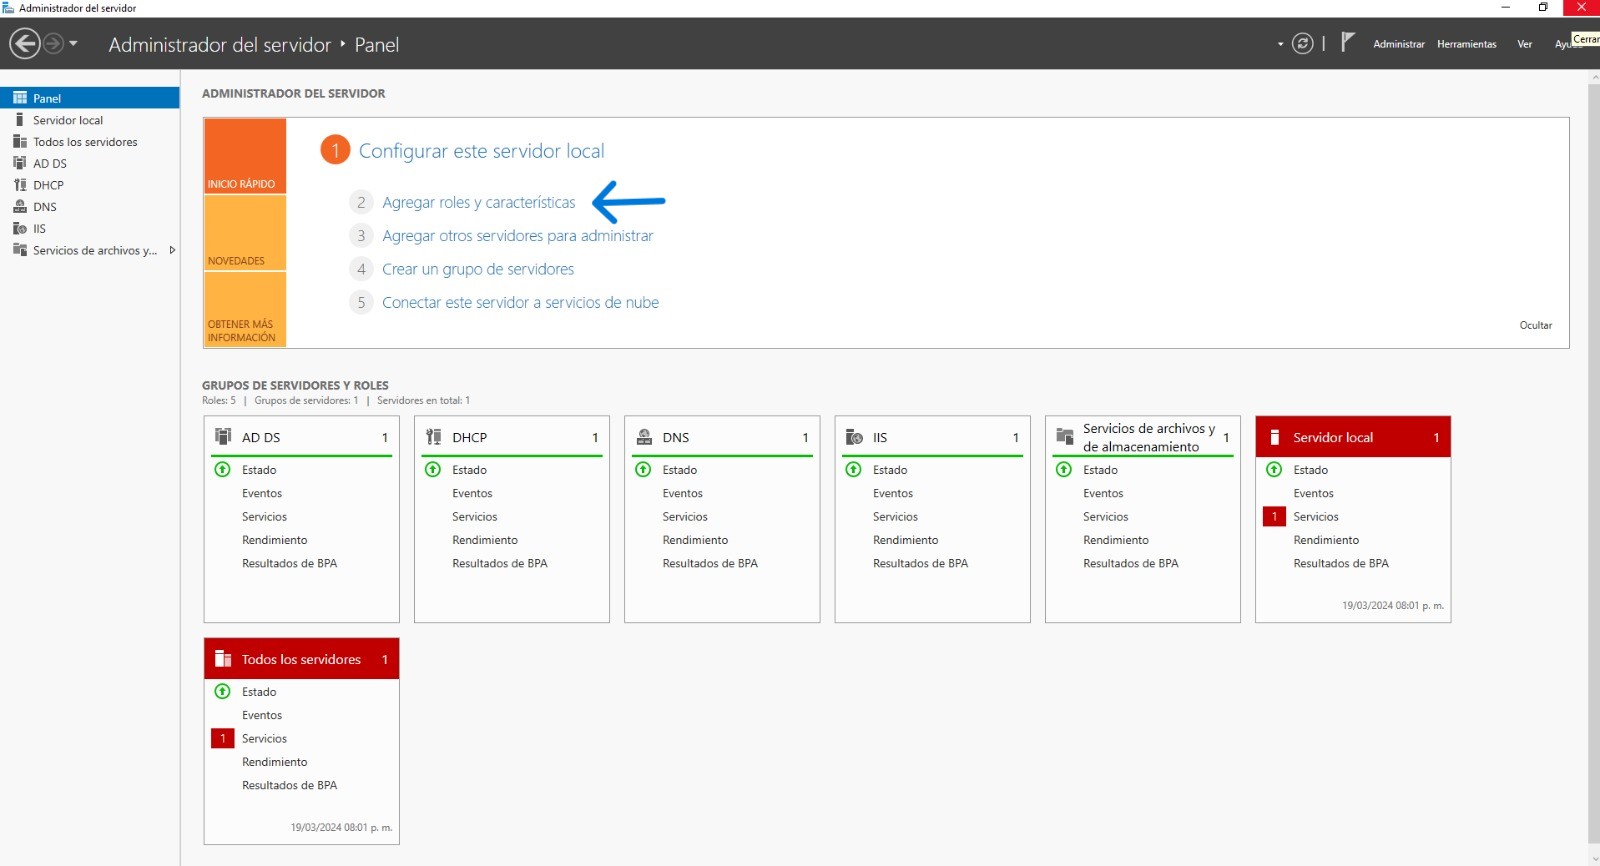 Administrador del servidor
Administrador del servidor ‣ Panel
Administrar Herramientas Ver
Cerrar
Panel
Servidor local
Todos los servidores
AD DS
DHCP
DNS
IIS
Servicios de archivos y...
ADMINISTRADOR DEL SERVIDOR
INICIO RÁPIDO
NOVEDADES
OBTENER MÁS
INFORMACIÓN
1 Configurar este servidor local
2 Agregar roles y características
3 Agregar otros servidores para administrar
4 Crear un grupo de servidores
5 Conectar este servidor a servicios de nube
Ocultar
GRUPOS DE SERVIDORES Y ROLES
Roles: 5 | Grupos de servidores: 1 | Servidores en total: 1
AD DS 1
Estado
Eventos
Servicios
Rendimiento
Resultados de BPA
DHCP 1
Estado
Eventos
Servicios
Rendimiento
Resultados de BPA
DNS 1
Estado
Eventos
Servicios
Rendimiento
Resultados de BPA
IIS 1
Estado
Eventos
Servicios
Rendimiento
Resultados de BPA
Servicios de archivos y
de almacenamiento 1
Estado
Eventos
Servicios
Rendimiento
Resultados de BPA
Servidor local 1
Estado
Eventos
1 Servicios
Rendimiento
Resultados de BPA
19/03/2024 08:01 p. m.
Todos los servidores 1
Estado
Eventos
1 Servicios
Rendimiento
Resultados de BPA
19/03/2024 08:01 p. m.